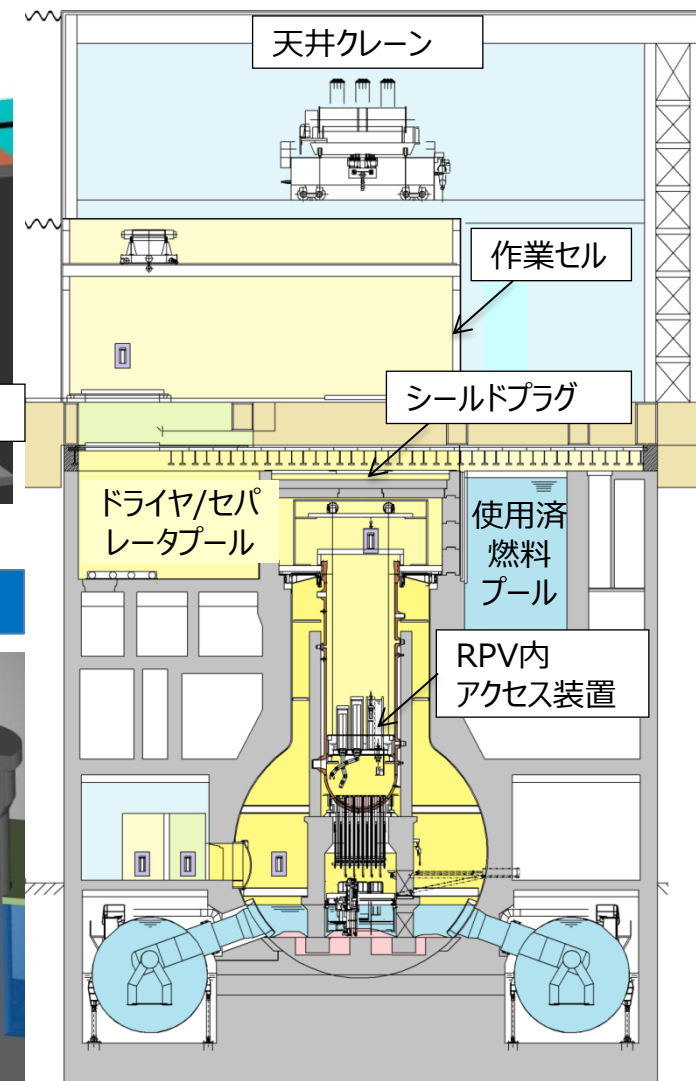 天井クレーン
作業セル
シールドプラグ
ドライヤ/セパ
レータプール
使用済
燃料
プール
RPV内
アクセス装置